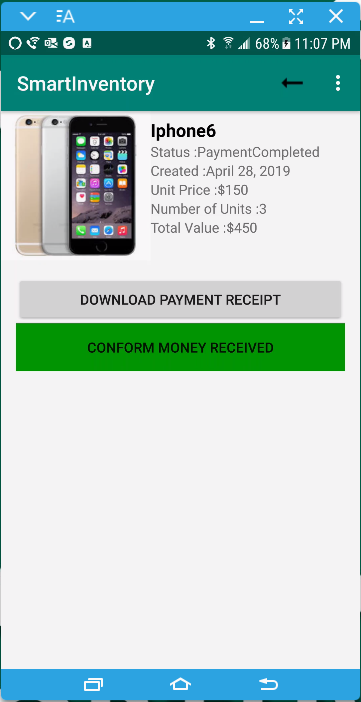 68% 11:07 PM
SmartInventory
Iphone6
Status :PaymentCompleted
Created :April 28, 2019
Unit Price :$150
Number of Units :3
Total Value :$450
DOWNLOAD PAYMENT RECEIPT
CONFORM MONEY RECEIVED